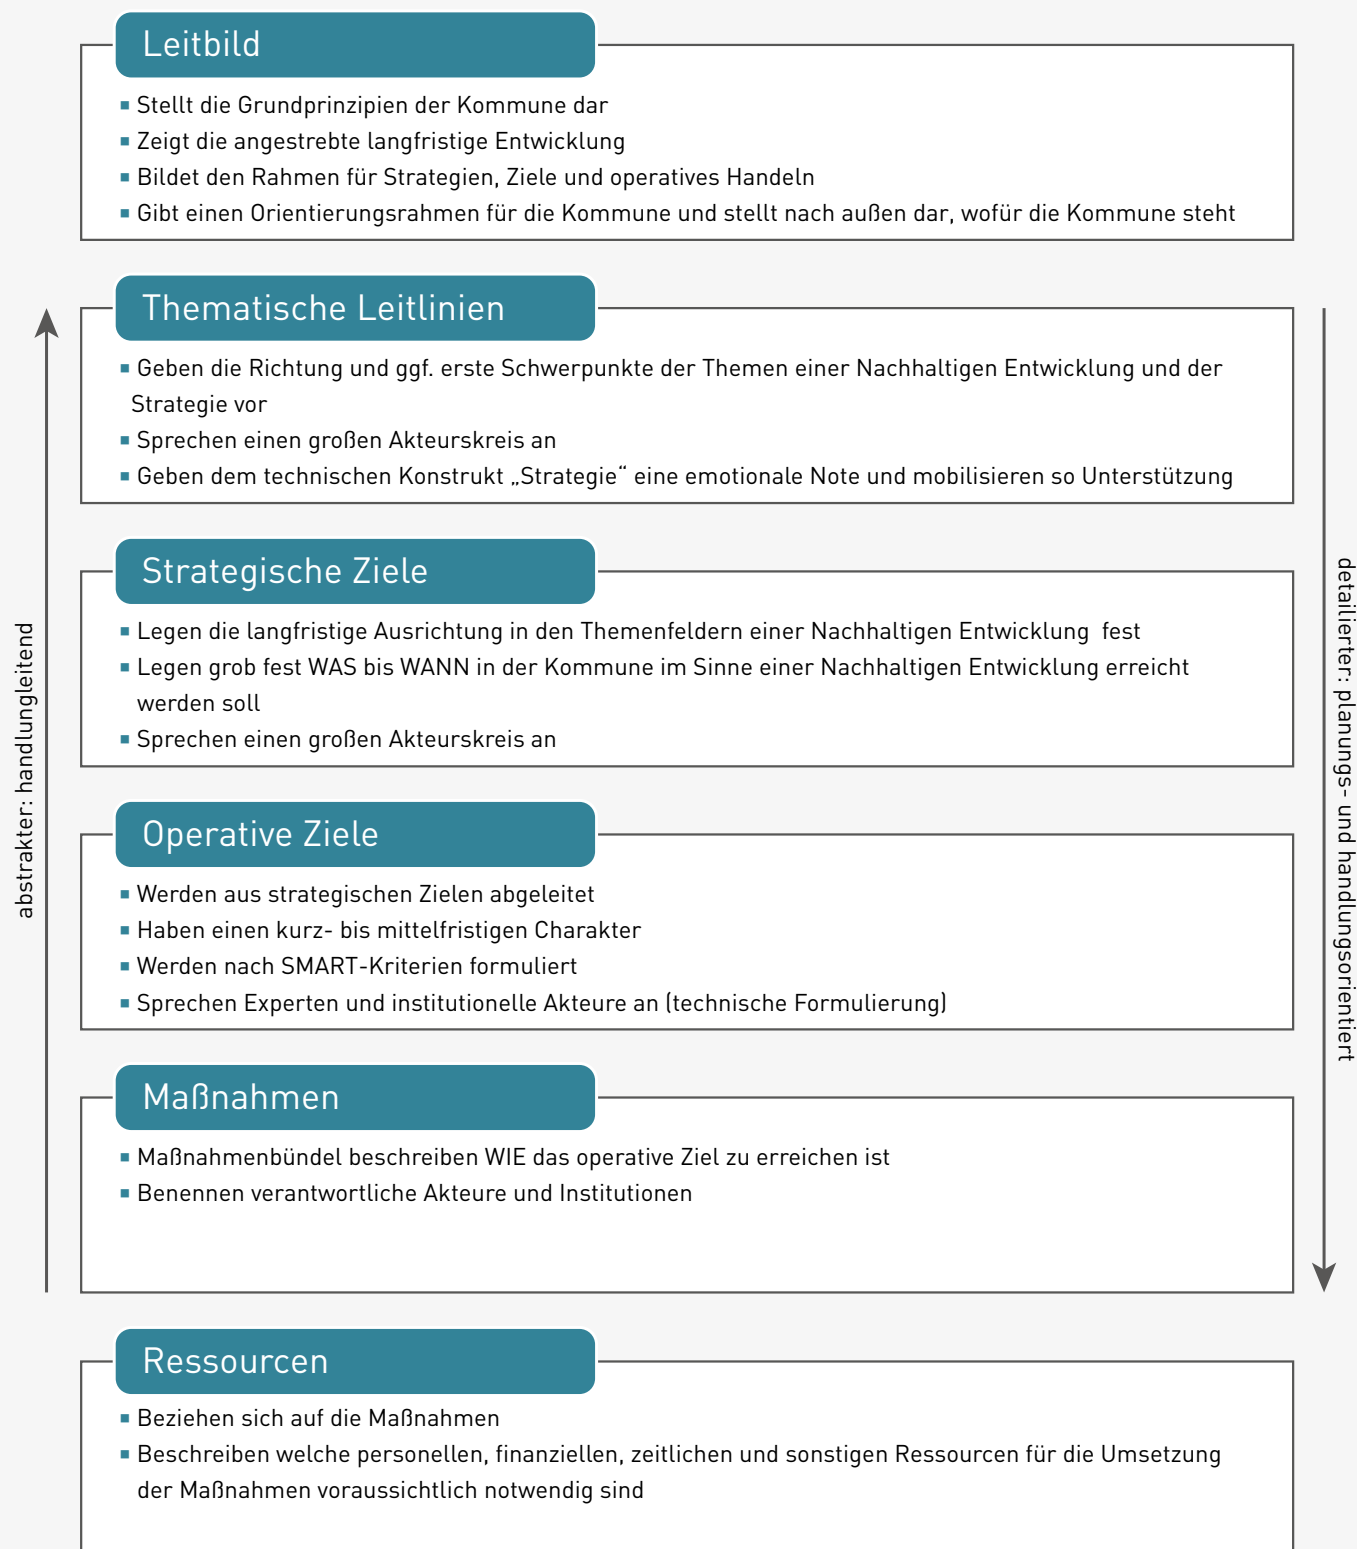 Leitbild
▪ Stellt die Grundprinzipien der Kommune dar
▪ Zeigt die angestrebte langfristige Entwicklung
▪ Bildet den Rahmen für Strategien, Ziele und operatives Handeln
▪ Gibt einen Orientierungsrahmen für die Kommune und stellt nach außen dar, wofür die Kommune steht
Thematische Leitlinien
▪ Geben die Richtung und ggf. erste Schwerpunkte der Themen einer Nachhaltigen Entwicklung und der
Strategie vor
▪ Sprechen einen großen Akteurskreis an
▪ Geben dem technischen Konstrukt „Strategie“ eine emotionale Note und mobilisieren so Unterstützung
Strategische Ziele
▪ Legen die langfristige Ausrichtung in den Themenfeldern einer Nachhaltigen Entwicklung  fest
▪ Legen grob fest WAS bis WANN in der Kommune im Sinne einer Nachhaltigen Entwicklung erreicht
werden soll
▪ Sprechen einen großen Akteurskreis an
Operative Ziele
▪ Werden aus strategischen Zielen abgeleitet
▪ Haben einen kurz- bis mittelfristigen Charakter
▪ Werden nach SMART-Kriterien formuliert
▪ Sprechen Experten und institutionelle Akteure an (technische Formulierung)
Maßnahmen
▪ Maßnahmenbündel beschreiben WIE das operative Ziel zu erreichen ist
▪ Benennen verantwortliche Akteure und Institutionen
Ressourcen
▪ Beziehen sich auf die Maßnahmen
▪ Beschreiben welche personellen, finanziellen, zeitlichen und sonstigen Ressourcen für die Umsetzung
der Maßnahmen voraussichtlich notwendig sind
abstrakter: handlungleitend
detailierter: planungs- und handlungsorientiert